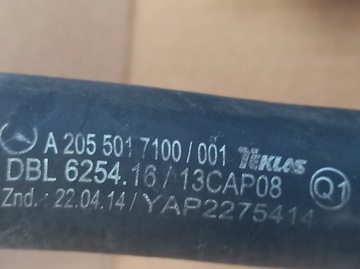 A 205 501 7100 / 001 TEKLAS
DBL 6254.16 / 13CAP08 Q1
Znd.: 22.04.14 / YAP2275414